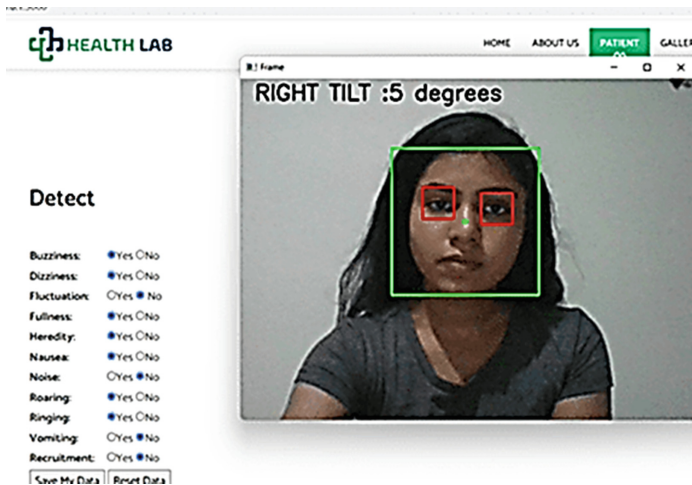 HEALTH LAB
HOME ABOUT US PATIENT GALLER
Frame
RIGHT TILT :5 degrees
Detect
Buzziness: Yes No
Dizziness: Yes No
Fluctuation: Yes No
Fullness: Yes No
Heredity: Yes No
Nausea: Yes No
Noise: Yes No
Roaring: Yes No
Ringing: Yes No
Vomiting: Yes No
Recruitment: Yes No
Save My Data Reset Data